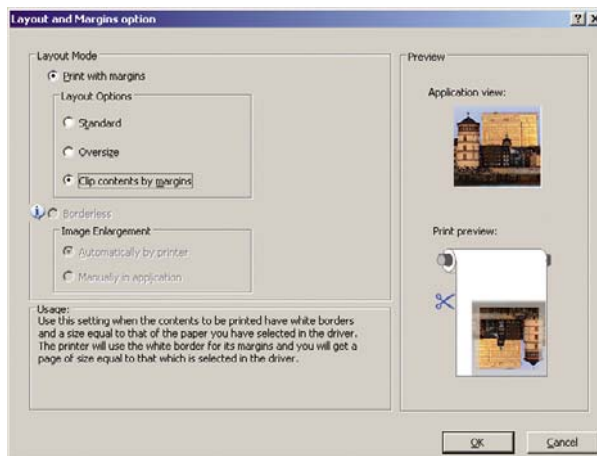 Layout and Margins option
Layout Mode
Print with margins
Layout Options
Standard
Oversize
Clip contents by margins
Borderless
Image Enlargement
Automatically by printer
Manually in application
Usage:
Use this setting when the contents to be printed have white borders
and a size equal to that of the paper you have selected in the driver.
The printer will use the white border for its margins and you will get a
page of size equal to that which is selected in the driver.
Preview
Application view:
Print preview:
OK
Cancel